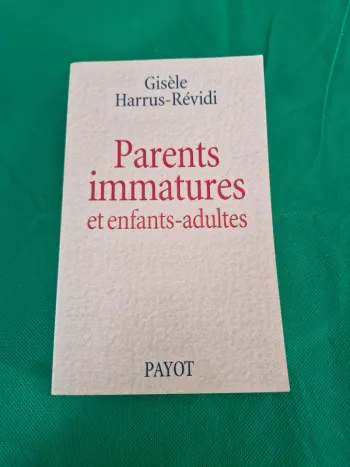 Gisèle
Harrus-Révidi
Parents
immatures
et enfants-adultes
PAYOT